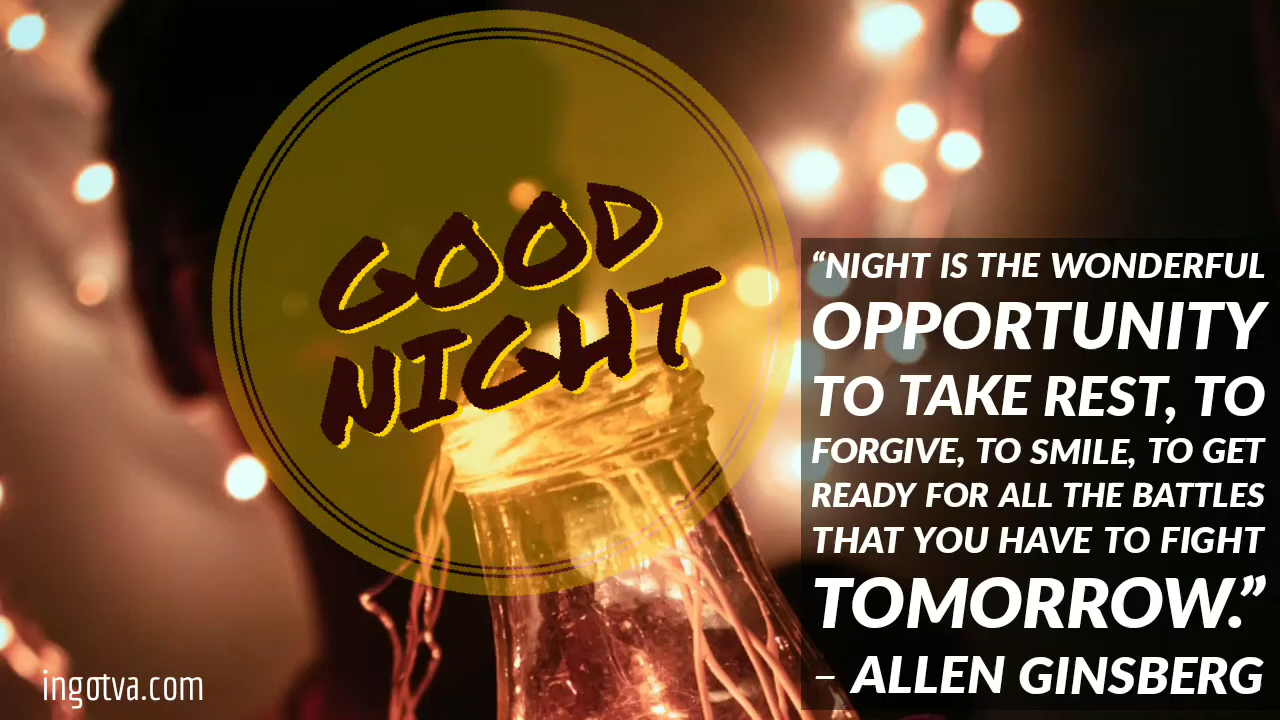 GOOD
NIGHT
“NIGHT IS THE WONDERFUL
OPPORTUNITY
TO TAKE REST, TO
FORGIVE, TO SMILE, TO GET
READY FOR ALL THE BATTLES
THAT YOU HAVE TO FIGHT
TOMORROW.”
– ALLEN GINSBERG
ingotva.com